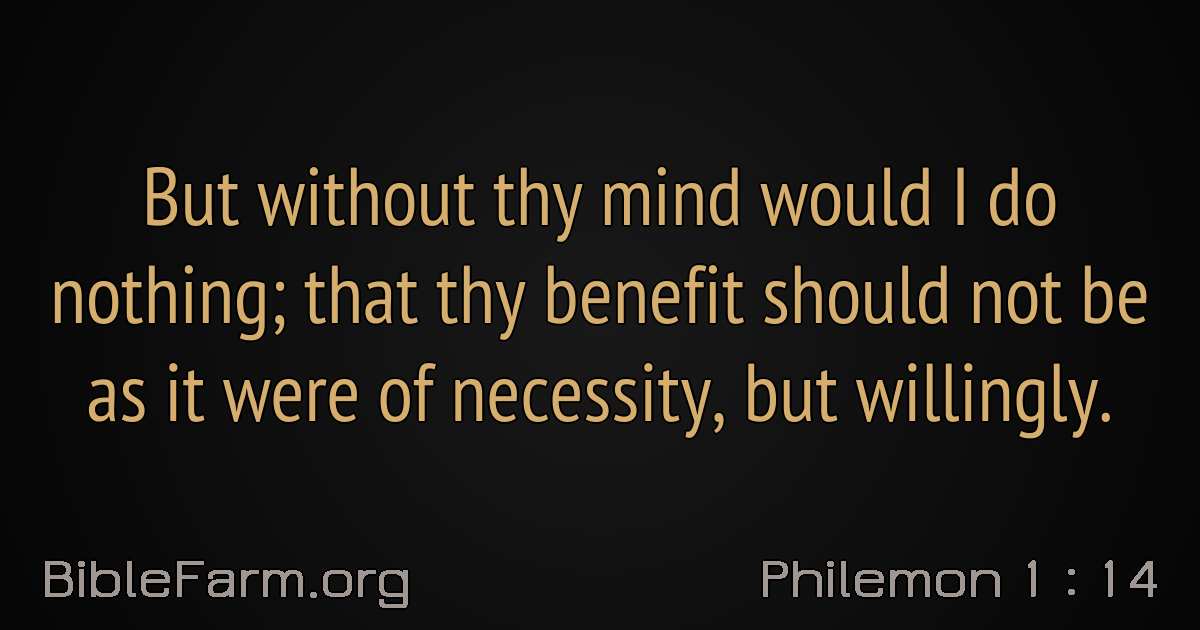 But without thy mind would I do
nothing; that thy benefit should not be
as it were of necessity, but willingly.
BibleFarm.org
Philemon 1 : 14